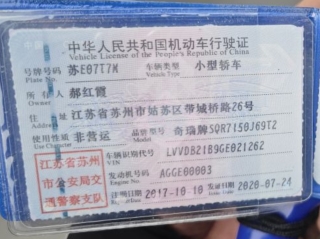 中华人民共和国机动车行驶证
Vehicle License of the People's Republic of China
号牌号码 苏E07T7M 车辆类型 小型轿车
Plate No. Vehicle Type
所有人 郝红霞
Owner
住址 江苏省苏州市姑苏区带城桥路26号
Address
使用性质 非营运 品牌型号 奇瑞牌SQR7150J69T2
Use Character Model
江苏省苏州
市公安局交
通警察支队
车辆识别代号 LVVDB21B9GE021262
VIN
发动机号码 AGGE00003
Engine No.
注册日期 2017-10-10 发证日期 2020-07-24
Register Date Issue Date